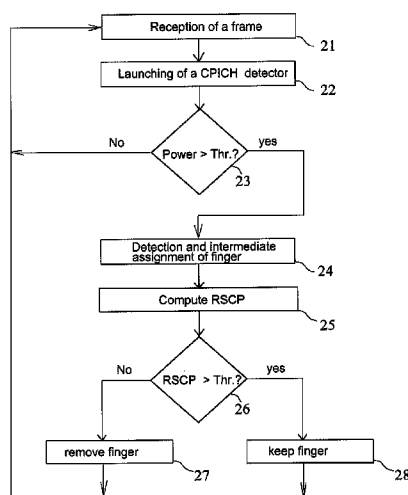 Reception of a frame
21
Launching of a CPICH detector
22
No
Power > Thr.?
yes
23
Detection and intermediate
assignment of finger
24
Compute RSCP
25
No
RSCP > Thr.?
yes
26
remove finger
27
keep finger
28